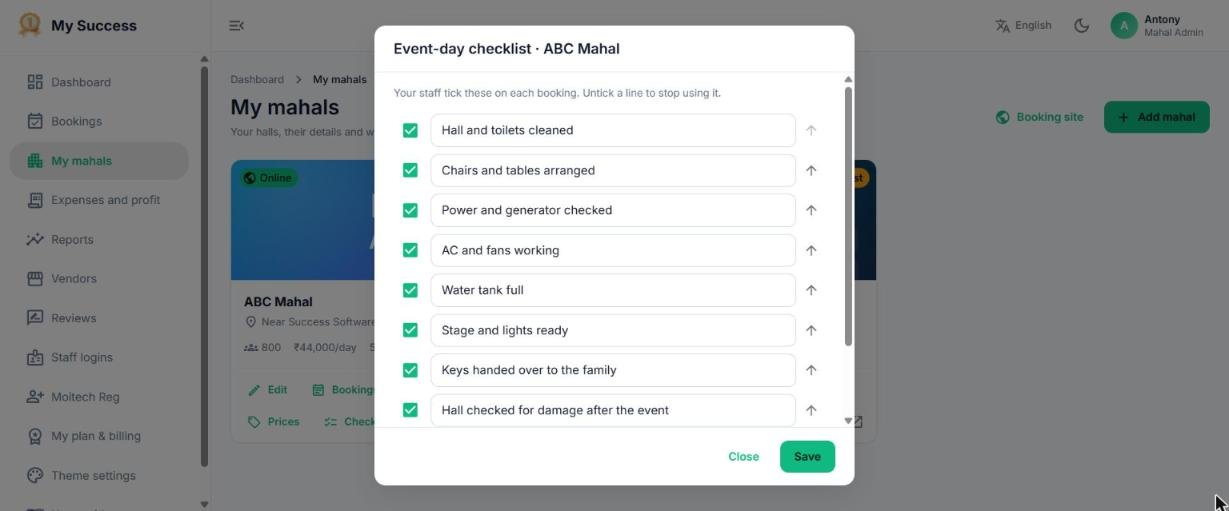 My Success
English
A
Antony
Mahal Admin
Dashboard
Bookings
My mahals
Expenses and profit
Reports
Vendors
Reviews
Staff logins
Moitech Reg
My plan & billing
Theme settings
Dashboard > My mahals
My mahals
Your halls, their details and w
Booking site
+ Add mahal
Online
ABC Mahal
Near Success Software
800 ₹44,000/day 5
Edit
Booking
Prices
Check
Event-day checklist · ABC Mahal
Your staff tick these on each booking. Untick a line to stop using it.
Hall and toilets cleaned
Chairs and tables arranged
Power and generator checked
AC and fans working
Water tank full
Stage and lights ready
Keys handed over to the family
Hall checked for damage after the event
Close
Save